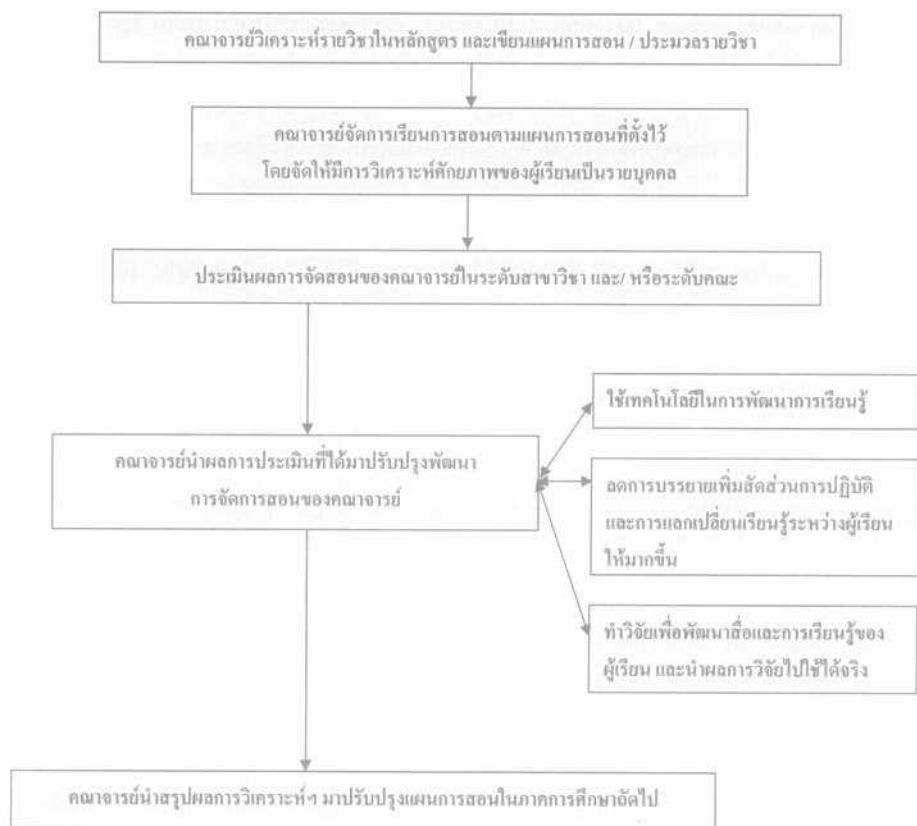 คณาจารย์วิเคราะห์รายวิชาในหลักสูตร และเขียนแผนการสอน / ประมวลรายวิชา
คณาจารย์จัดการเรียนการสอนตามแผนการสอนที่ตั้งไว้
โดยจัดให้มีการวิเคราะห์ศักยภาพของผู้เรียนเป็นรายบุคคล
ประเมินผลการจัดสอนของคณาจารย์ในระดับสาขาวิชา และ/ หรือระดับคณะ
ใช้เทคโนโลยีในการพัฒนาการเรียนรู้
คณาจารย์นำผลการประเมินที่ได้มาปรับปรุงพัฒนา
การจัดการสอนของคณาจารย์
ลดการบรรยายเพิ่มสัดส่วนการปฏิบัติ
และการแลกเปลี่ยนเรียนรู้ระหว่างผู้เรียน
ให้มากขึ้น
ทำวิจัยเพื่อพัฒนาสื่อและการเรียนรู้ของ
ผู้เรียน และนำผลการวิจัยไปใช้ได้จริง
คณาจารย์นำสรุปผลการวิเคราะห์ฯ มาปรับปรุงแผนการสอนในภาคการศึกษาถัดไป